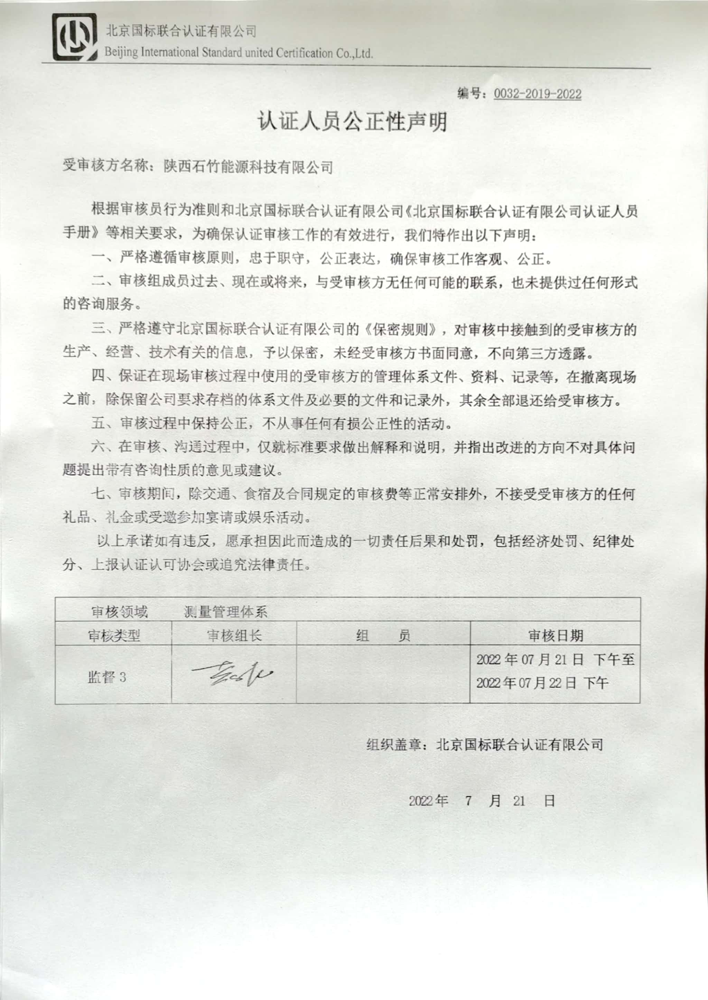 北京国标联合认证有限公司
Beijing International Standard united Certification Co.,Ltd.
编号：0032-2019-2022
认证人员公正性声明
受审核方名称：陕西石竹能源科技有限公司
根据审核员行为准则和北京国标联合认证有限公司《北京国标联合认证有限公司认证人员
手册》等相关要求，为确保认证审核工作的有效进行，我们特作出以下声明：
一、严格遵循审核原则，忠于职守，公正表达，确保审核工作客观、公正。
二、审核组成员过去、现在或将来，与受审核方无任何可能的联系，也未提供过任何形式
的咨询服务。
三、严格遵守北京国标联合认证有限公司的《保密规则》，对审核中接触到的受审核方的
生产、经营、技术有关的信息，予以保密，未经受审核方书面同意，不向第三方透露。
四、保证在现场审核过程中使用的受审核方的管理体系文件、资料、记录等，在撤离现场
之前，除保留公司要求存档的体系文件及必要的文件和记录外，其余全部退还给受审核方。
五、审核过程中保持公正，不从事任何有损公正性的活动。
六、在审核、沟通过程中，仅就标准要求做出解释和说明，并指出改进的方向不对具体问
题提出带有咨询性质的意见或建议。
七、审核期间，除交通、食宿及合同规定的审核费等正常安排外，不接受受审核方的任何
礼品、礼金或受邀参加宴请或娱乐活动。
以上承诺如有违反，愿承担因此而造成的一切责任后果和处罚，包括经济处罚、纪律处
分、上报认证认可协会或追究法律责任。
审核领域 测量管理体系
审核类型 审核组长 组 员 审核日期
监督3 2022年07月21日 下午至
2022年07月22日 下午
组织盖章：北京国标联合认证有限公司
2022年 7 月 21 日